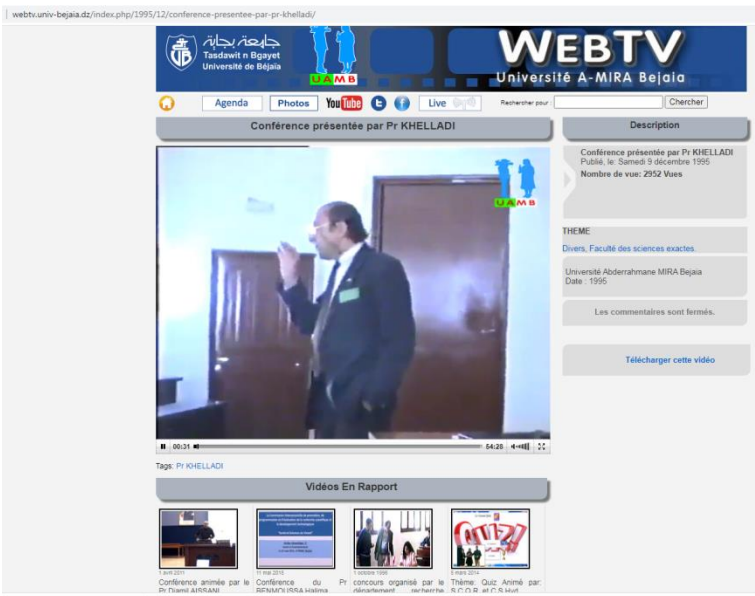 webtv.univ-bejaia.dz/index.php/1995/12/conference-presentee-par-pr-khelladi/
جامعة بجاية
Tasdawit n Bgayet
Université de Béjaïa
UAMB
WEBTV
Université A-MIRA Bejaia
Agenda
Photos
YouTube
Live
Rechercher pour :
Chercher
Conférence présentée par Pr KHELLADI
Description
UAMB
Conférence présentée par Pr KHELLADI
Publié, le: Samedi 9 décembre 1995
Nombre de vue: 2952 Vues
THEME
Divers, Faculté des sciences exactes.
Université Abderrahmane MIRA Bejaia
Date : 1995
Les commentaires sont fermés.
Télécharger cette vidéo
00:31
54:26
Tags: Pr KHELLADI
Vidéos En Rapport
QUIZ!
1 avril 2011
11 mai 2015
1 octobre 1996
5 mars 2014
Conférence animée par le
Pr Djamil AISSANI
Conférence du Pr
BENMOUSSA Halima
concours organisé par le
département recherche
Thème: Quiz Animé par:
S.C.O.R. et C.S.Hyd